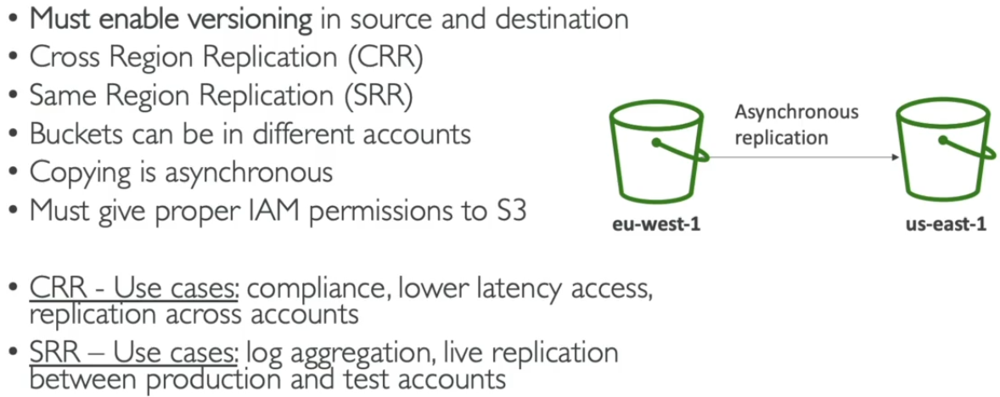 • Must enable versioning in source and destination
• Cross Region Replication (CRR)
• Same Region Replication (SRR)
• Buckets can be in different accounts
• Copying is asynchronous
• Must give proper IAM permissions to S3
Asynchronous
replication
eu-west-1
us-east-1
• CRR - Use cases: compliance, lower latency access,
replication across accounts
• SRR – Use cases: log aggregation, live replication
between production and test accounts